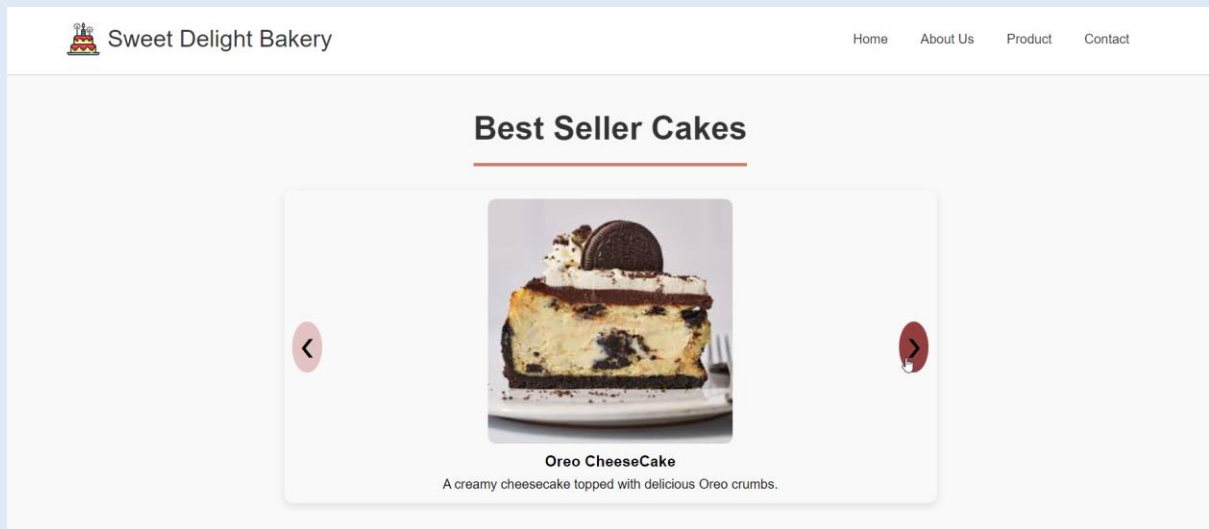 Sweet Delight Bakery
Home About Us Product Contact
Best Seller Cakes
Oreo CheeseCake
A creamy cheesecake topped with delicious Oreo crumbs.